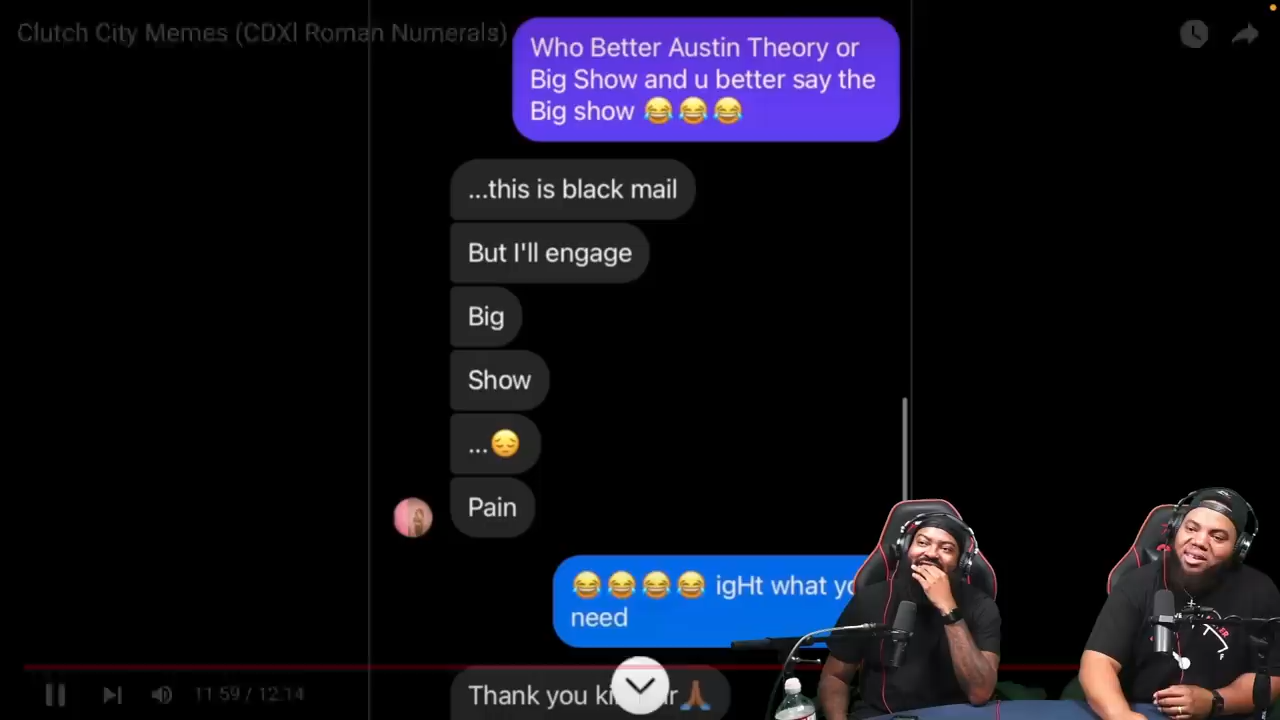 Clutch City Memes (CDXl Roman Numerals)
Who Better Austin Theory or
Big Show and u better say the
Big show 😂😂😂
...this is black mail
But I'll engage
Big
Show
...😔
Pain
😂😂😂😂 igHt what
need
Thank you
11:59 / 12:14